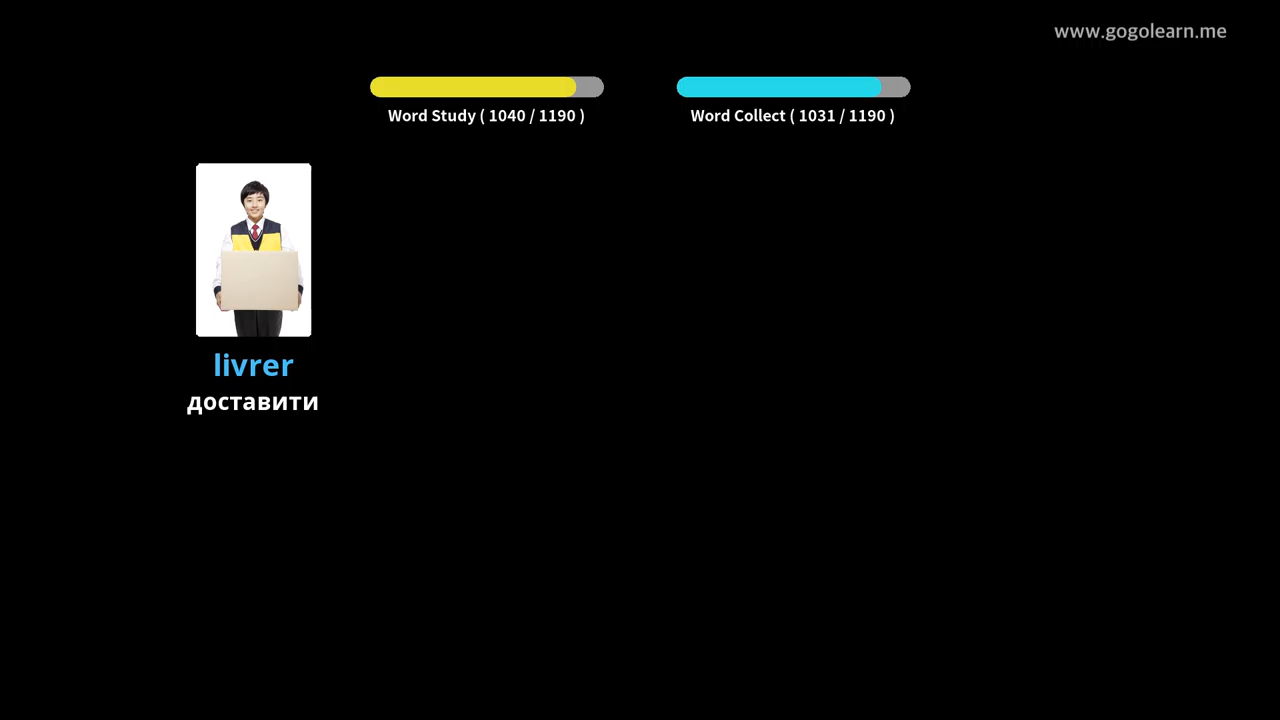 www.gogolearn.me
Word Study ( 1040 / 1190 )
Word Collect ( 1031 / 1190 )
livrer
доставити